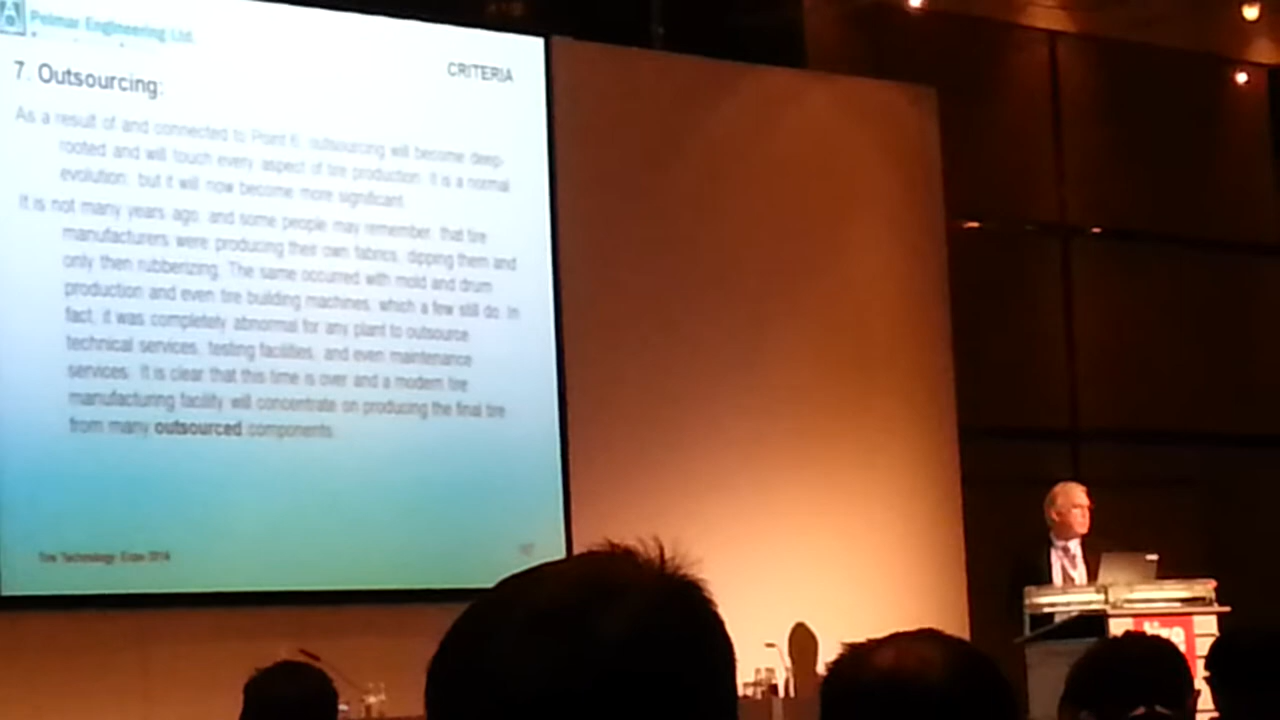 Pelmar Engineering Ltd.
CRITERIA
7. Outsourcing:
As a result of and connected to Point 6, outsourcing will become deep-
rooted and will touch every aspect of tire production. It is a normal
evolution, but it will now become more significant.
It is not many years ago, and some people may remember, that tire
manufacturers were producing their own fabrics, dipping them and
only then rubberizing. The same occurred with mold and drum
production and even tire building machines, which a few still do. In
fact, it was completely abnormal for any plant to outsource
technical services, testing facilities, and even maintenance
services. It is clear that this time is over and a modern tire
manufacturing facility will concentrate on producing the final tire
from many outsourced components.
Tire Technology Expo 2014
tire